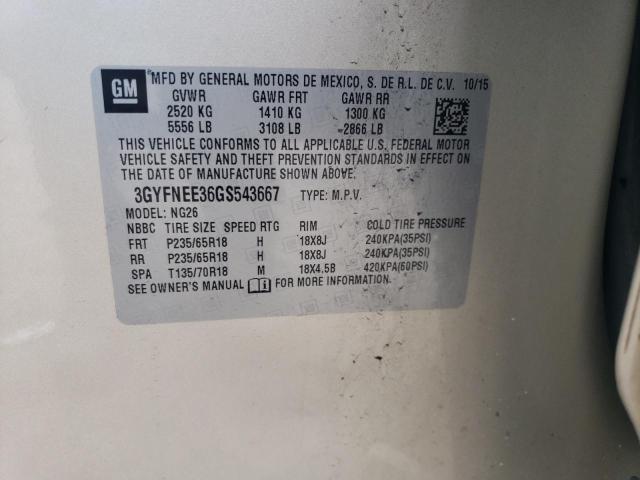 GM
® MFD BY GENERAL MOTORS DE MEXICO, S. DE R.L. DE C.V. 10/15
GVWR GAWR FRT GAWR RR
2520 KG 1410 KG 1300 KG
5556 LB 3108 LB 2866 LB
THIS VEHICLE CONFORMS TO ALL APPLICABLE U.S. FEDERAL MOTOR
VEHICLE SAFETY AND THEFT PREVENTION STANDARDS IN EFFECT ON
THE DATE OF MANUFACTURE SHOWN ABOVE.
3GYFNEE36GS543667 TYPE: M.P.V.
MODEL: NG26
NBBC TIRE SIZE SPEED RTG RIM COLD TIRE PRESSURE
FRT P235/65R18 H 18X8J 240KPA(35PSI)
RR P235/65R18 H 18X8J 240KPA(35PSI)
SPA T135/70R18 M 18X4.5B 420KPA(60PSI)
SEE OWNER'S MANUAL FOR MORE INFORMATION.